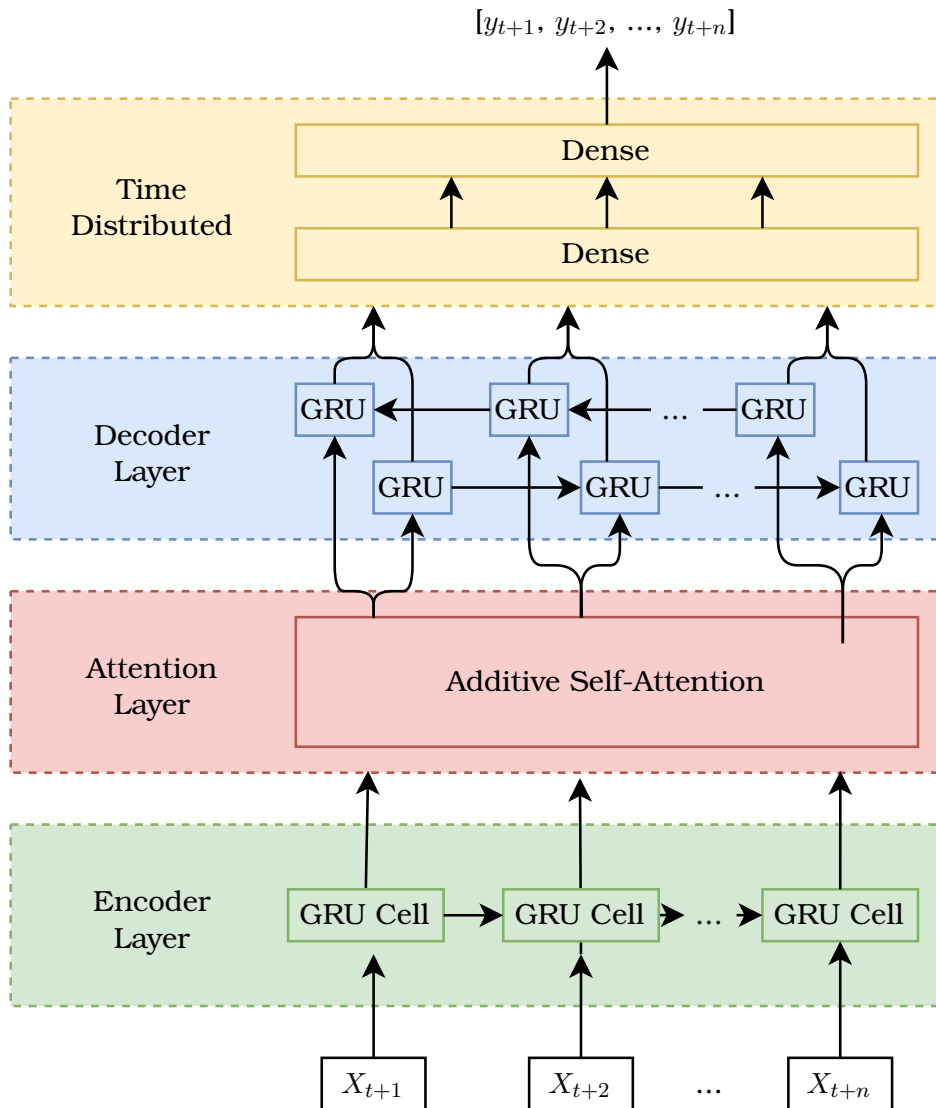 [y_{t+1}, y_{t+2}, ..., y_{t+n}]
Dense
Time
Distributed
Dense
GRU
GRU
...
GRU
Decoder
Layer
GRU
GRU
...
GRU
Attention
Layer
Additive Self-Attention
Encoder
Layer
GRU Cell
GRU Cell
...
GRU Cell
X_{t+1}
X_{t+2}
...
X_{t+n}